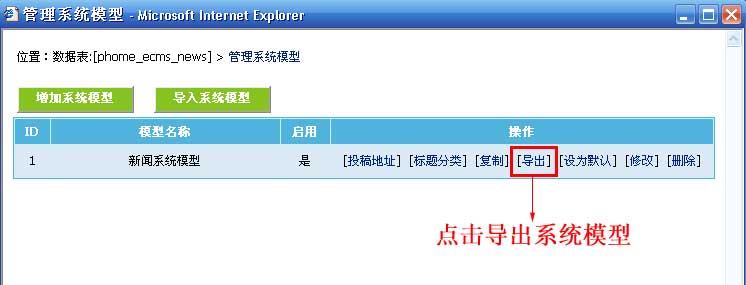 管理系统模型 - Microsoft Internet Explorer
位置：数据表:[phome_ecms_news] > 管理系统模型
增加系统模型 导入系统模型
ID 模型名称 启用 操作
1 新闻系统模型 是 [投稿地址] [标题分类] [复制] [导出] [设为默认] [修改] [删除]
点击导出系统模型